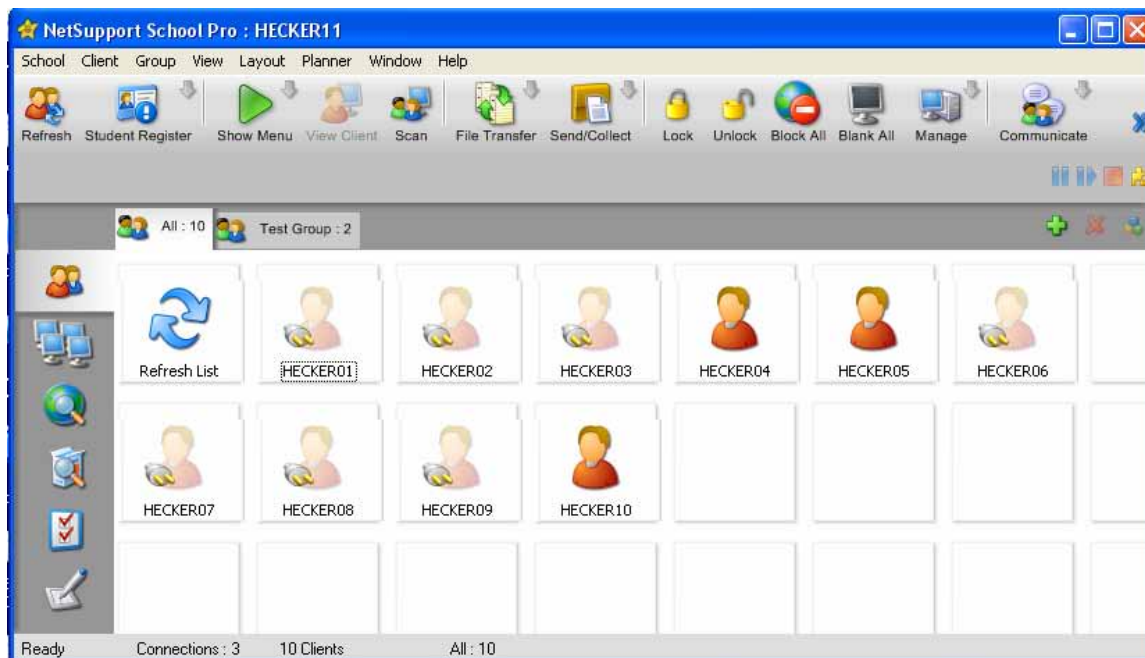 NetSupport School Pro : HECKER11
School Client Group View Layout Planner Window Help
Refresh Student Register Show Menu View Client Scan File Transfer Send/Collect Lock Unlock Block All Blank All Manage Communicate
All : 10 Test Group : 2
Refresh List HECKER01 HECKER02 HECKER03 HECKER04 HECKER05 HECKER06
HECKER07 HECKER08 HECKER09 HECKER10
Ready Connections : 3 10 Clients All : 10